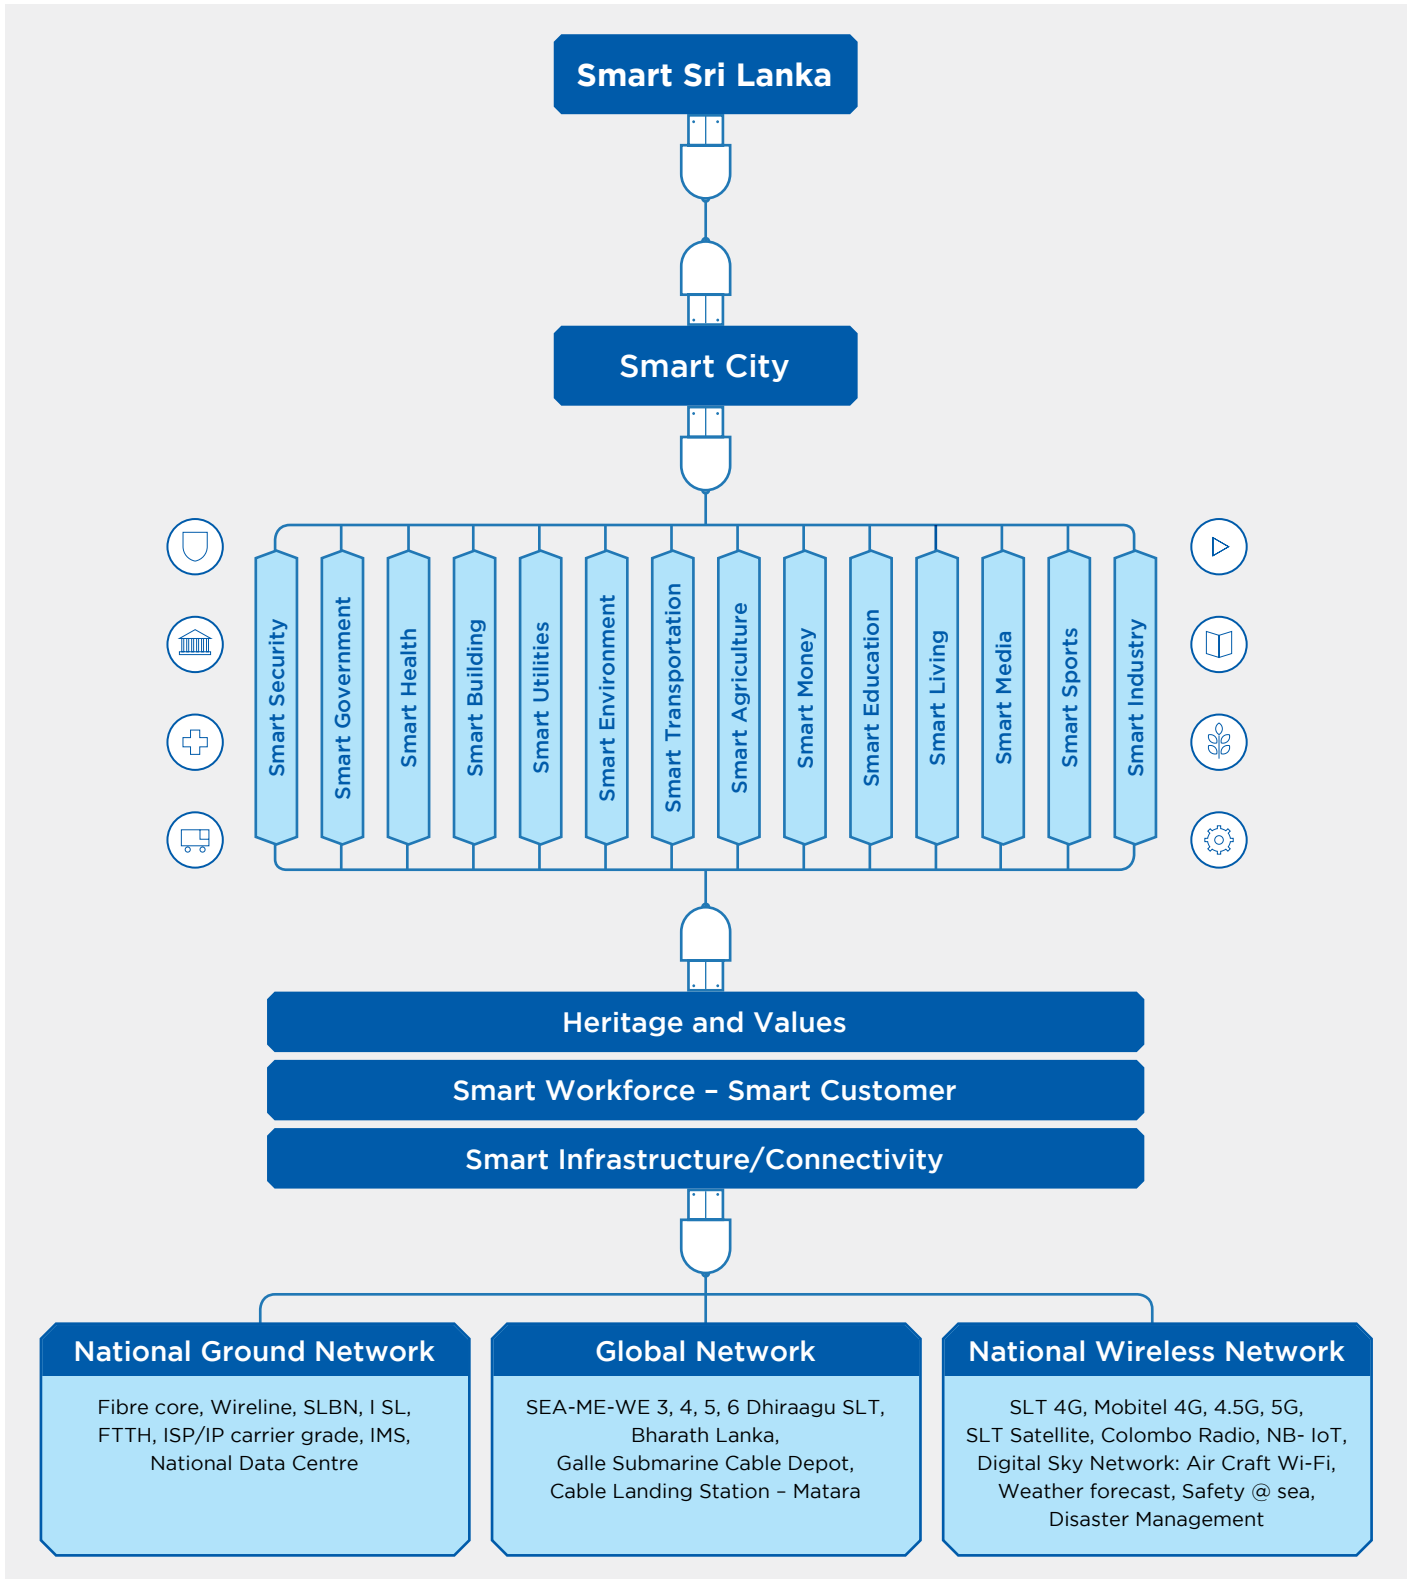 Smart Sri Lanka
Smart City
Smart Security
Smart Government
Smart Health
Smart Building
Smart Utilities
Smart Environment
Smart Transportation
Smart Agriculture
Smart Money
Smart Education
Smart Living
Smart Media
Smart Sports
Smart Industry
Heritage and Values
Smart Workforce – Smart Customer
Smart Infrastructure/Connectivity
National Ground Network
Fibre core, Wireline, SLBN, I SL,
FTTH, ISP/IP carrier grade, IMS,
National Data Centre
Global Network
SEA-ME-WE 3, 4, 5, 6 Dhiraagu SLT,
Bharath Lanka,
Galle Submarine Cable Depot,
Cable Landing Station – Matara
National Wireless Network
SLT 4G, Mobitel 4G, 4.5G, 5G,
SLT Satellite, Colombo Radio, NB- IoT,
Digital Sky Network: Air Craft Wi-Fi,
Weather forecast, Safety @ sea,
Disaster Management